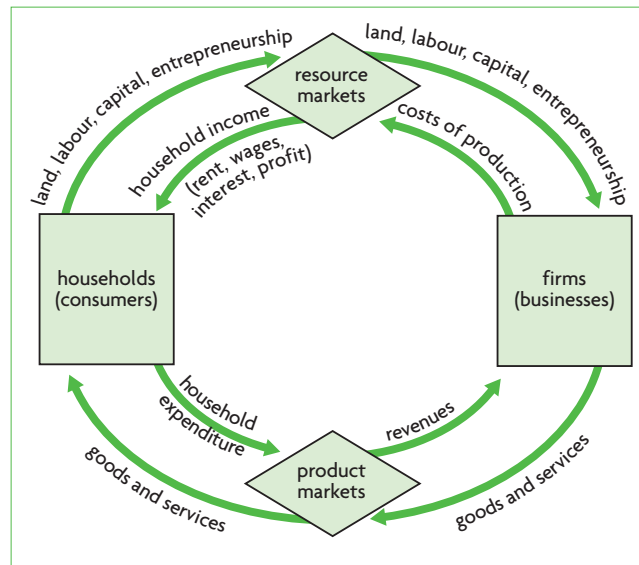 land, labour, capital, entrepreneurship
resource
markets
land, labour, capital, entrepreneurship
household income
(rent, wages,
interest, profit)
costs of production
households
(consumers)
firms
(businesses)
household
expenditure
revenues
product
markets
goods and services
goods and services